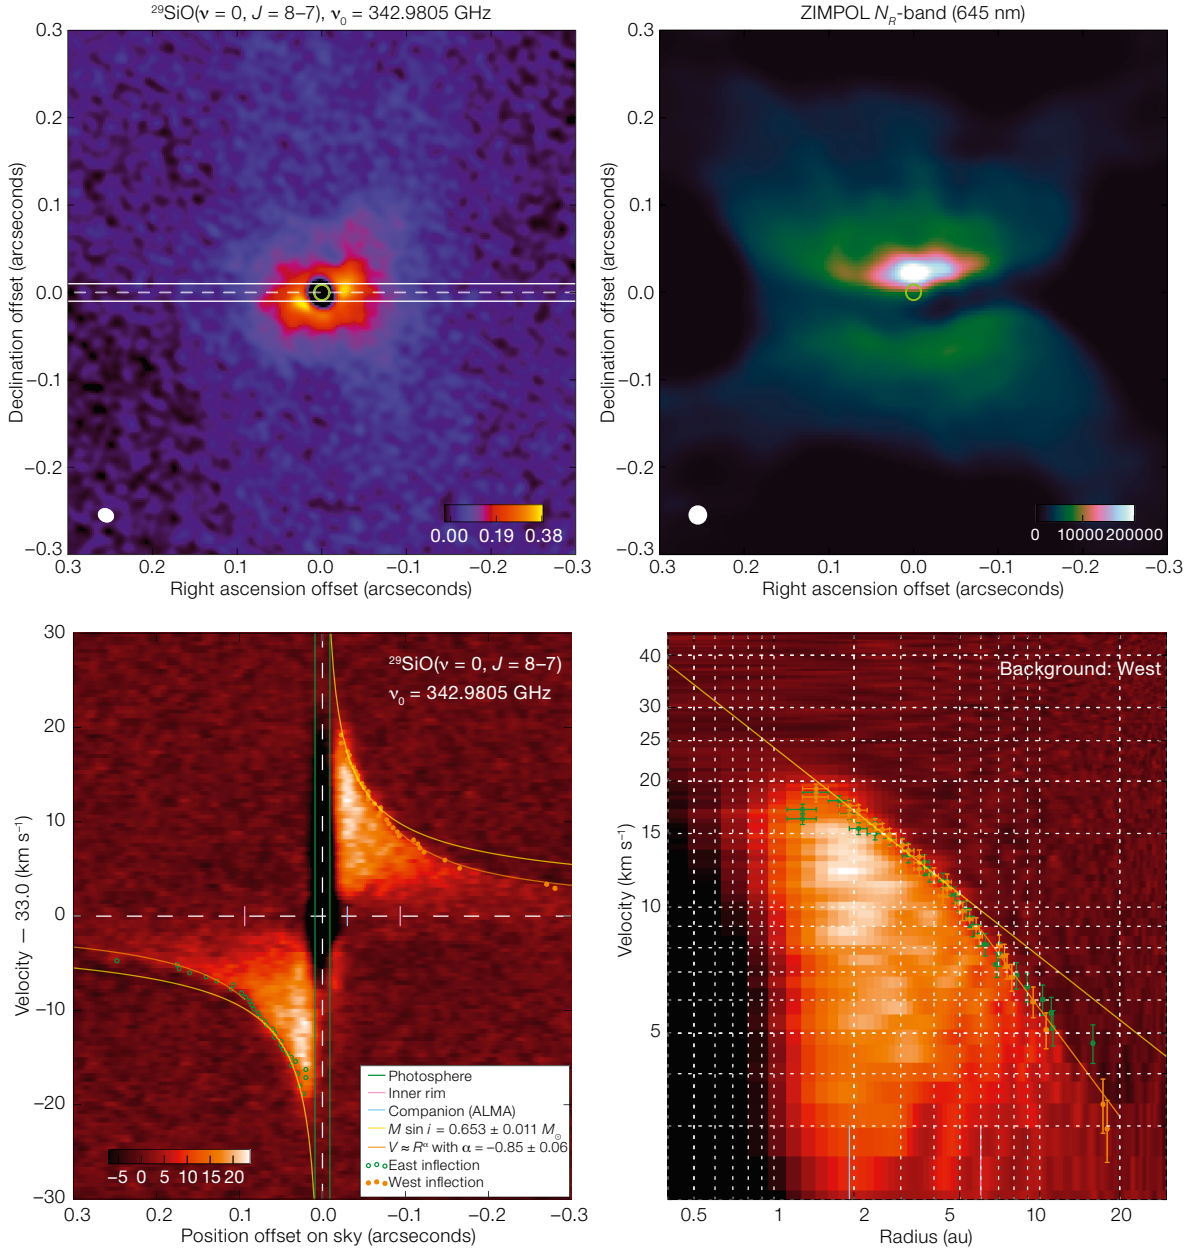 ²⁹SiO(ν = 0, J = 8–7), ν₀ = 342.9805 GHz
ZIMPOL N_R-band (645 nm)
0.3
0.2
0.1
0.0
−0.1
−0.2
−0.3
Declination offset (arcseconds)
0.00 0.19 0.38
0.3 0.2 0.1 0.0 −0.1 −0.2 −0.3
Right ascension offset (arcseconds)
0.3
0.2
0.1
0.0
−0.1
−0.2
−0.3
Declination offset (arcseconds)
0 10000 200000
0.3 0.2 0.1 0.0 −0.1 −0.2 −0.3
Right ascension offset (arcseconds)
30
20
10
0
−10
−20
−30
Velocity — 33.0 (km s⁻¹)
²⁹SiO(ν = 0, J = 8–7)
ν₀ = 342.9805 GHz
Photosphere
Inner rim
Companion (ALMA)
M sin i = 0.653 ± 0.011 M⊙
V ≈ Rᵅ with α = −0.85 ± 0.06
East inflection
West inflection
−5 0 5 10 15 20
0.3 0.2 0.1 0.0 −0.1 −0.2 −0.3
Position offset on sky (arcseconds)
Background: West
40
30
25
20
15
10
5
Velocity (km s⁻¹)
0.5 1 2 5 10 20
Radius (au)